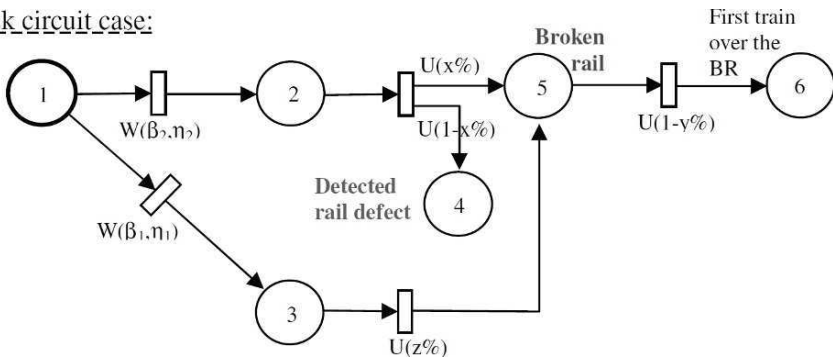 k circuit case:
First train
over the
BR
Broken
rail
U(x%)
1
2
5
6
W(β₂,η₂)
U(1-x%)
U(1-y%)
Detected
rail defect
4
W(β₁,η₁)
3
U(z%)